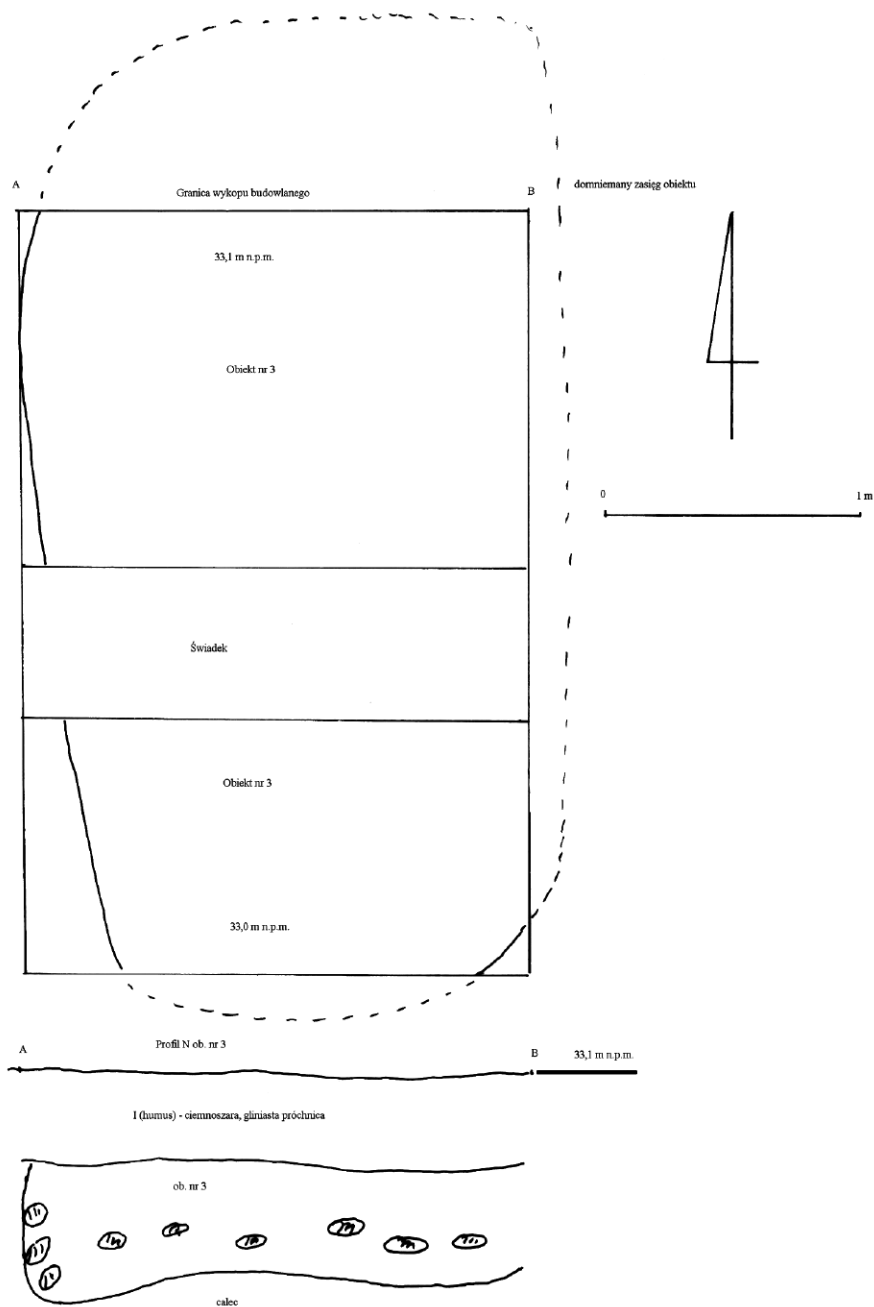 A
Granica wykopu budowlanego
B
domniemany zasięg obiektu
33,1 m n.p.m.
Obiekt nr 3
0
1 m
Świadek
Obiekt nr 3
33,0 m n.p.m.
Profil N ob. nr 3
A
B
33,1 m n.p.m.
I (humus) - ciemnoszara, gliniasta próchnica
ob. nr 3
calec